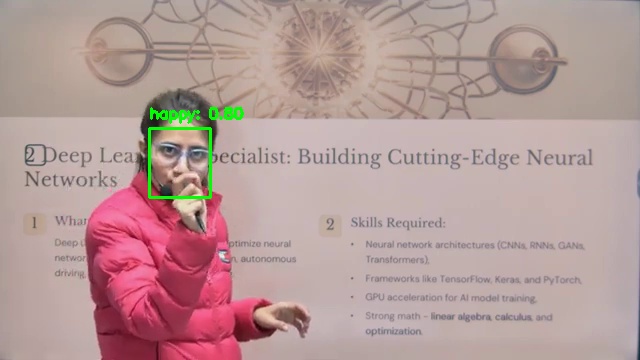 happy: 0.60
2 Deep Lea pecialist: Building Cutting-Edge Neural
Networks
1 What
Deep L optimize neural
networ n, autonomous
driving,
2 Skills Required:
• Neural network architectures (CNNs, RNNs, GANs,
Transformers).
• Frameworks like TensorFlow, Keras, and PyTorch.
• GPU acceleration for AI model training.
• Strong math – linear algebra, calculus, and
optimization.